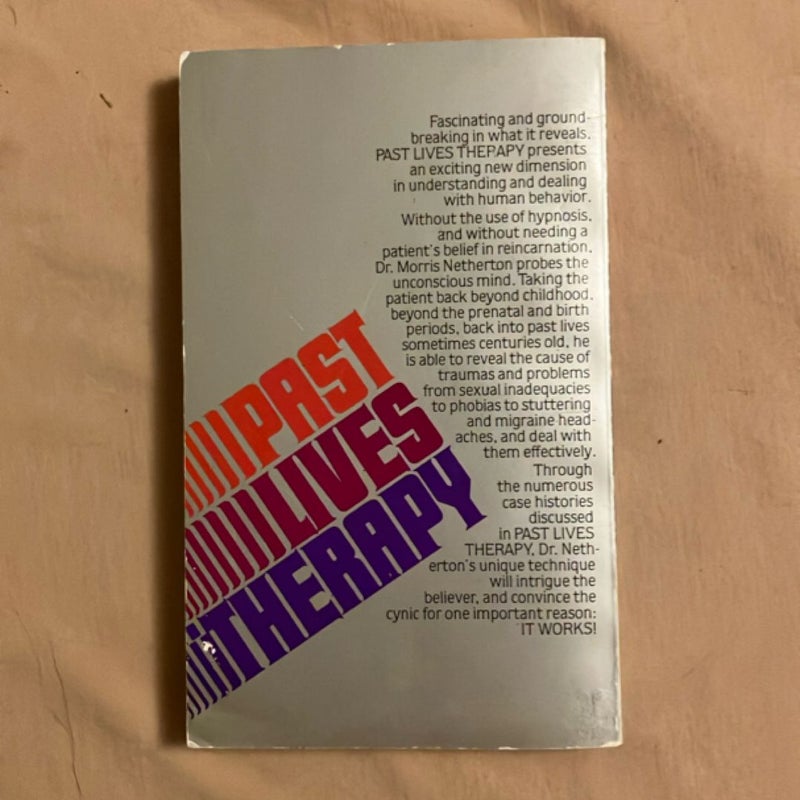 Fascinating and ground-
breaking in what it reveals,
PAST LIVES THERAPY presents
an exciting new dimension
in understanding and dealing
with human behavior.
Without the use of hypnosis,
and without needing a
patient's belief in reincarnation,
Dr. Morris Netherton probes the
unconscious mind. Taking the
patient back beyond childhood,
beyond the prenatal and birth
periods, back into past lives
sometimes centuries old, he
is able to reveal the cause of
traumas and problems
from sexual inadequacies
to phobias to stuttering
and migraine head-
aches, and deal with
them effectively.
Through
the numerous
case histories
discussed
in PAST LIVES
THERAPY, Dr. Neth-
erton's unique technique
will intrigue the
believer, and convince the
cynic for one important reason:
IT WORKS!
PAST
LIVES
THERAPY